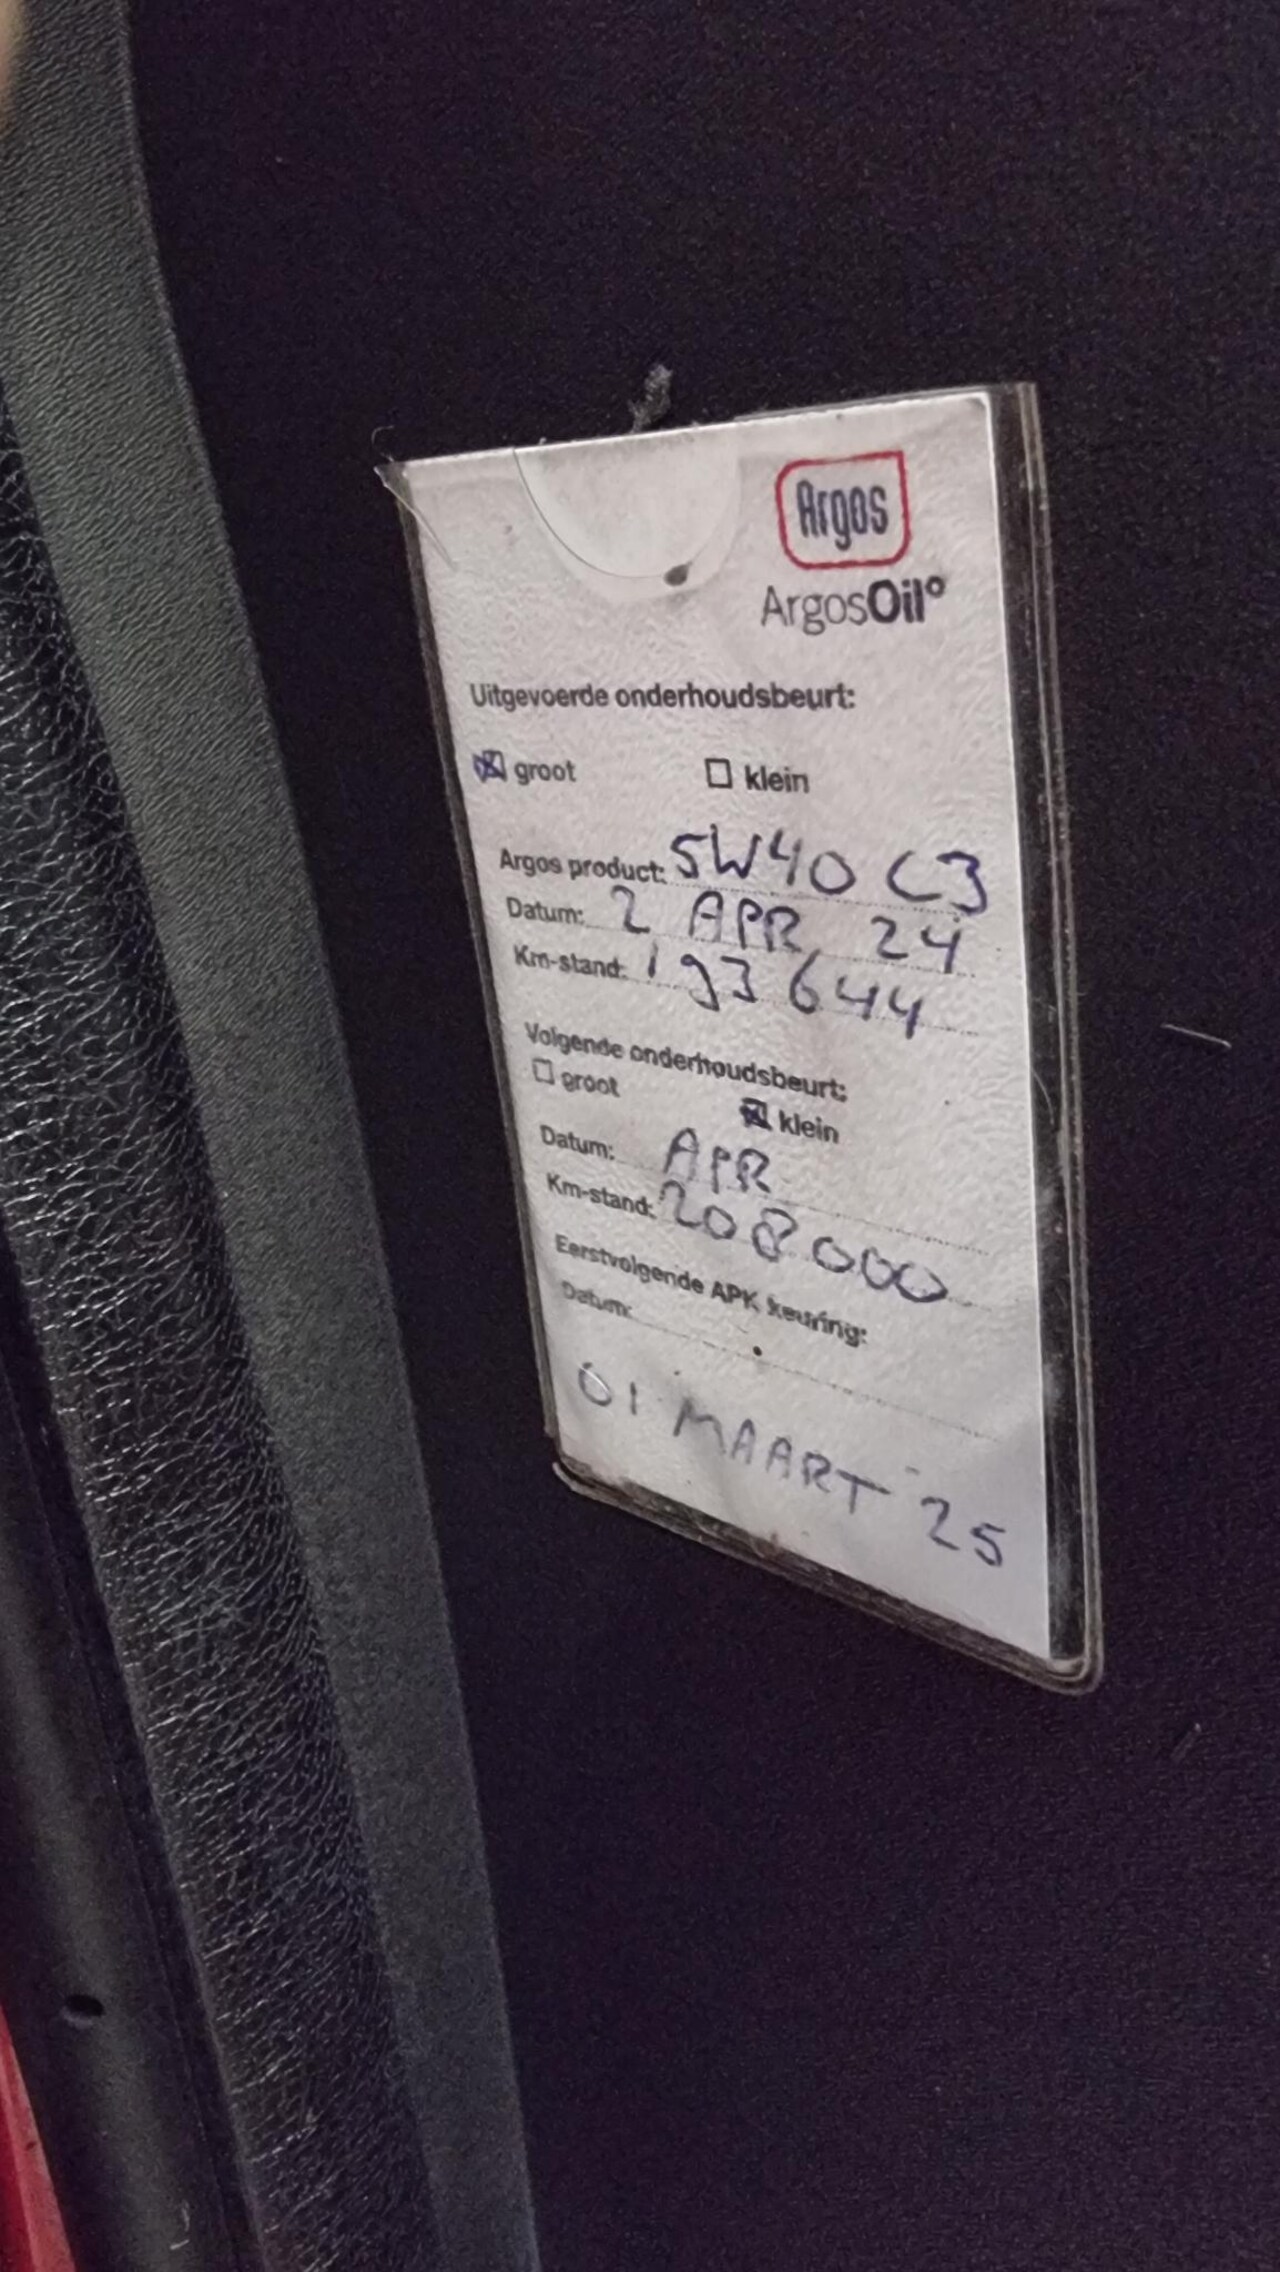 Argos
ArgosOil°
Uitgevoerde onderhoudsbeurt:
groot klein
Argos product: 5W40 C3
Datum: 2 APR 24
Km-stand: 193644
Volgende onderhoudsbeurt:
groot klein
Datum: APR
Km-stand: 208000
Eerstvolgende APK keuring:
Datum:
01 MAART 25